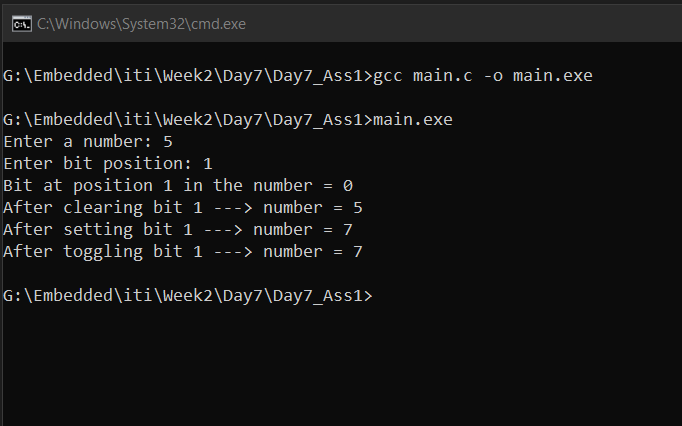 C:\Windows\System32\cmd.exe
G:\Embedded\iti\Week2\Day7\Day7_Ass1>gcc main.c -o main.exe
G:\Embedded\iti\Week2\Day7\Day7_Ass1>main.exe
Enter a number: 5
Enter bit position: 1
Bit at position 1 in the number = 0
After clearing bit 1 ---> number = 5
After setting bit 1 ---> number = 7
After toggling bit 1 ---> number = 7
G:\Embedded\iti\Week2\Day7\Day7_Ass1>